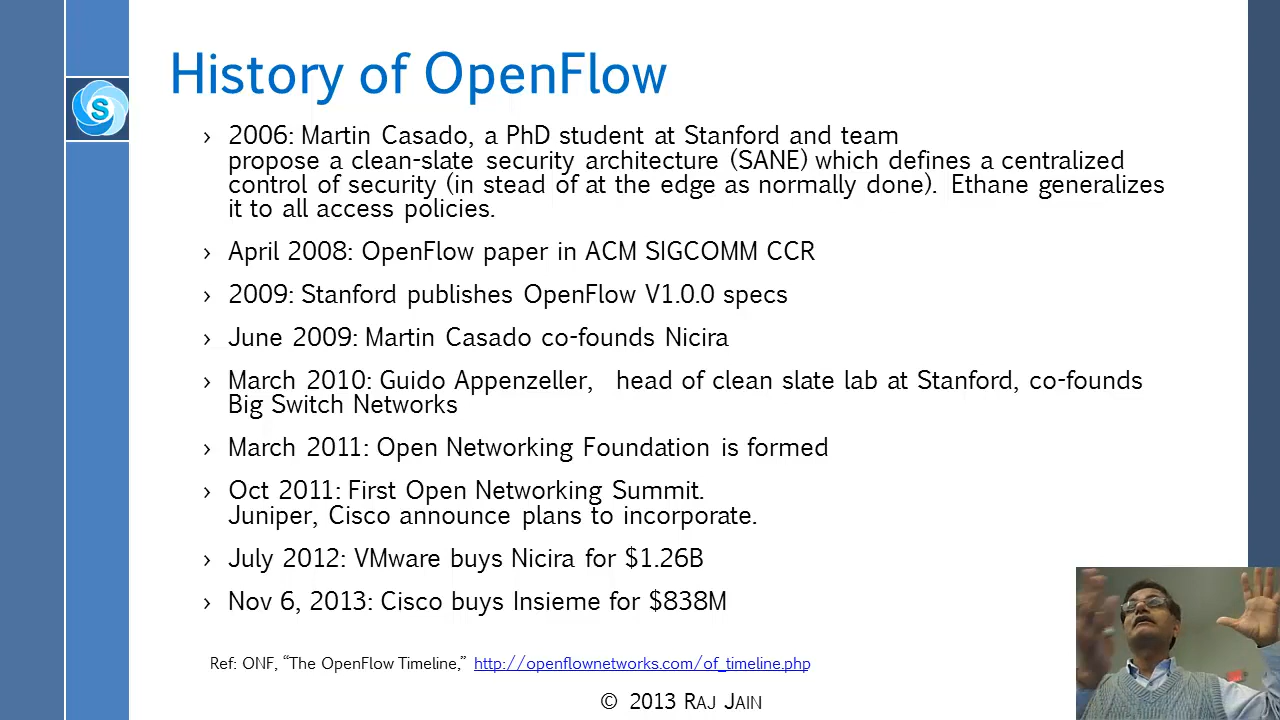 History of OpenFlow
S
› 2006: Martin Casado, a PhD student at Stanford and team
propose a clean-slate security architecture (SANE) which defines a centralized
control of security (in stead of at the edge as normally done). Ethane generalizes
it to all access policies.
› April 2008: OpenFlow paper in ACM SIGCOMM CCR
› 2009: Stanford publishes OpenFlow V1.0.0 specs
› June 2009: Martin Casado co-founds Nicira
› March 2010: Guido Appenzeller, head of clean slate lab at Stanford, co-founds
Big Switch Networks
› March 2011: Open Networking Foundation is formed
› Oct 2011: First Open Networking Summit.
Juniper, Cisco announce plans to incorporate.
› July 2012: VMware buys Nicira for $1.26B
› Nov 6, 2013: Cisco buys Insieme for $838M
Ref: ONF, “The OpenFlow Timeline,” http://openflownetworks.com/of_timeline.php
© 2013 RAJ JAIN